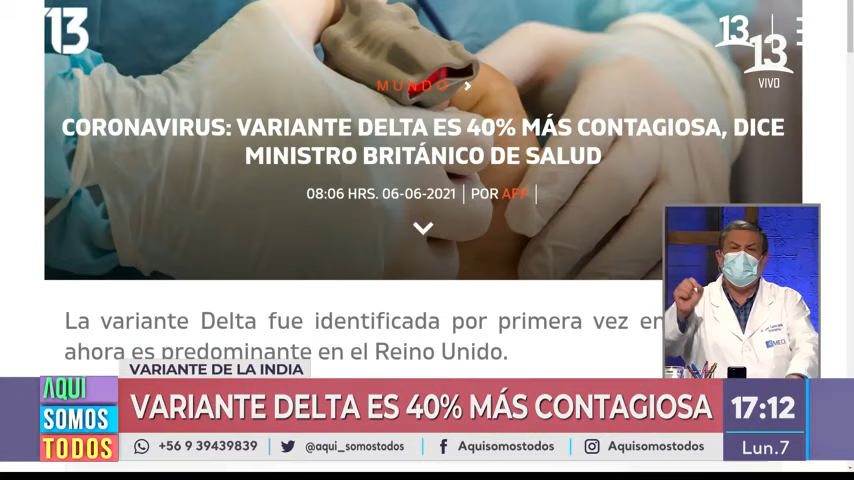 13
13
13
VIVO
MUNDO
CORONAVIRUS: VARIANTE DELTA ES 40% MÁS CONTAGIOSA, DICE
MINISTRO BRITÁNICO DE SALUD
08:06 HRS. 06-06-2021 | POR AFP |
La variante Delta fue identificada por primera vez en
ahora es predominante en el Reino Unido.
VARIANTE DE LA INDIA
AQUI
SOMOS
TODOS
VARIANTE DELTA ES 40% MÁS CONTAGIOSA
17:12
+56 9 39439839 | @aqui_somostodos | Aquisomostodos | Aquisomostodos
Lun.7